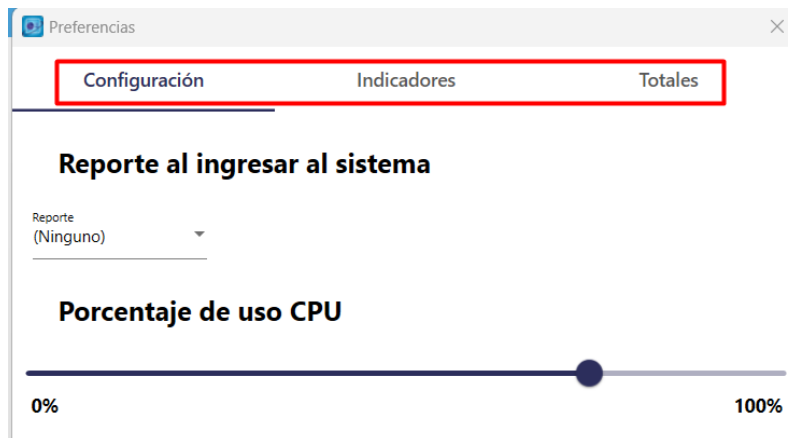 Preferencias
Configuración Indicadores Totales
Reporte al ingresar al sistema
Reporte
(Ninguno)
Porcentaje de uso CPU
0% 100%